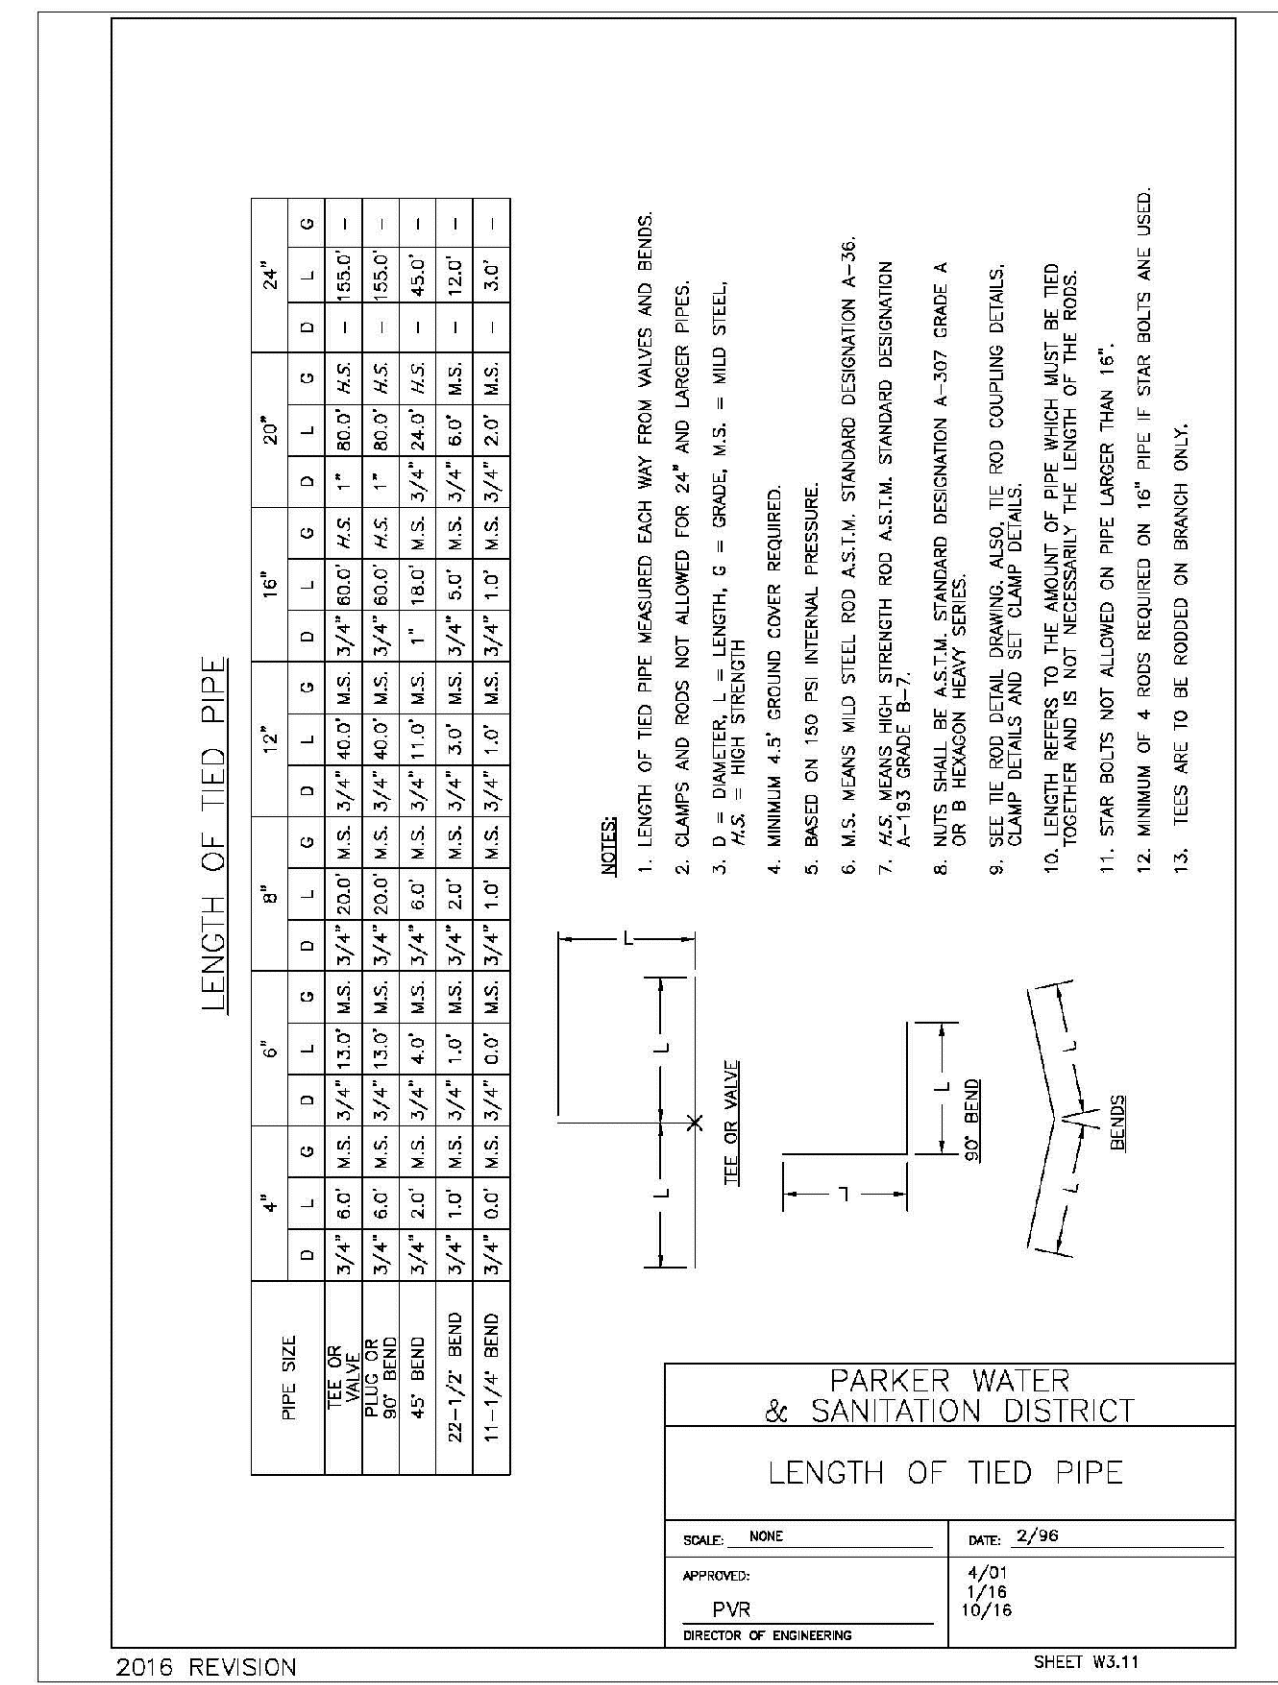 LENGTH OF TIED PIPE
PIPE SIZE 4" 6" 8" 12" 16" 20" 24"
D L G D L G D L G D L G D L G D L G D L G
TEE OR VALVE 3/4" 6.0' M.S. 3/4" 13.0' M.S. 3/4" 20.0' M.S. 3/4" 40.0' M.S. 3/4" 60.0' H.S. 1" 80.0' H.S. – 155.0' –
PLUG OR 90° BEND 3/4" 6.0' M.S. 3/4" 13.0' M.S. 3/4" 20.0' M.S. 3/4" 40.0' M.S. 3/4" 60.0' H.S. 1" 80.0' H.S. – 155.0' –
45° BEND 3/4" 2.0' M.S. 3/4" 4.0' M.S. 3/4" 6.0' M.S. 3/4" 11.0' M.S. 1" 18.0' M.S. 3/4" 24.0' H.S. – 45.0' –
22-1/2° BEND 3/4" 1.0' M.S. 3/4" 1.0' M.S. 3/4" 2.0' M.S. 3/4" 3.0' M.S. 3/4" 5.0' M.S. 3/4" 6.0' M.S. – 12.0' –
11-1/4° BEND 3/4" 0.0' M.S. 3/4" 0.0' M.S. 3/4" 1.0' M.S. 3/4" 1.0' M.S. 3/4" 1.0' M.S. 3/4" 2.0' M.S. – 3.0' –
L
L
L
TEE OR VALVE
L
L
90° BEND
L
L
BENDS
NOTES:
1. LENGTH OF TIED PIPE MEASURED EACH WAY FROM VALVES AND BENDS.
2. CLAMPS AND RODS NOT ALLOWED FOR 24" AND LARGER PIPES.
3. D = DIAMETER, L = LENGTH, G = GRADE, M.S. = MILD STEEL,
H.S. = HIGH STRENGTH
4. MINIMUM 4.5' GROUND COVER REQUIRED.
5. BASED ON 150 PSI INTERNAL PRESSURE.
6. M.S. MEANS MILD STEEL ROD A.S.T.M. STANDARD DESIGNATION A-36.
7. H.S. MEANS HIGH STRENGTH ROD A.S.T.M. STANDARD DESIGNATION
A-193 GRADE B-7.
8. NUTS SHALL BE A.S.T.M. STANDARD DESIGNATION A-307 GRADE A
OR B HEXAGON HEAVY SERIES.
9. SEE TIE ROD DETAIL DRAWING. ALSO, TIE ROD COUPLING DETAILS,
CLAMP DETAILS AND SET CLAMP DETAILS.
10. LENGTH REFERS TO THE AMOUNT OF PIPE WHICH MUST BE TIED
TOGETHER AND IS NOT NECESSARILY THE LENGTH OF THE RODS.
11. STAR BOLTS NOT ALLOWED ON PIPE LARGER THAN 16".
12. MINIMUM OF 4 RODS REQUIRED ON 16" PIPE IF STAR BOLTS ANE USED.
13. TEES ARE TO BE RODDED ON BRANCH ONLY.
PARKER WATER
& SANITATION DISTRICT
LENGTH OF TIED PIPE
SCALE: NONE
DATE: 2/96
APPROVED:
PVR
DIRECTOR OF ENGINEERING
4/01
1/16
10/16
2016 REVISION
SHEET W3.11